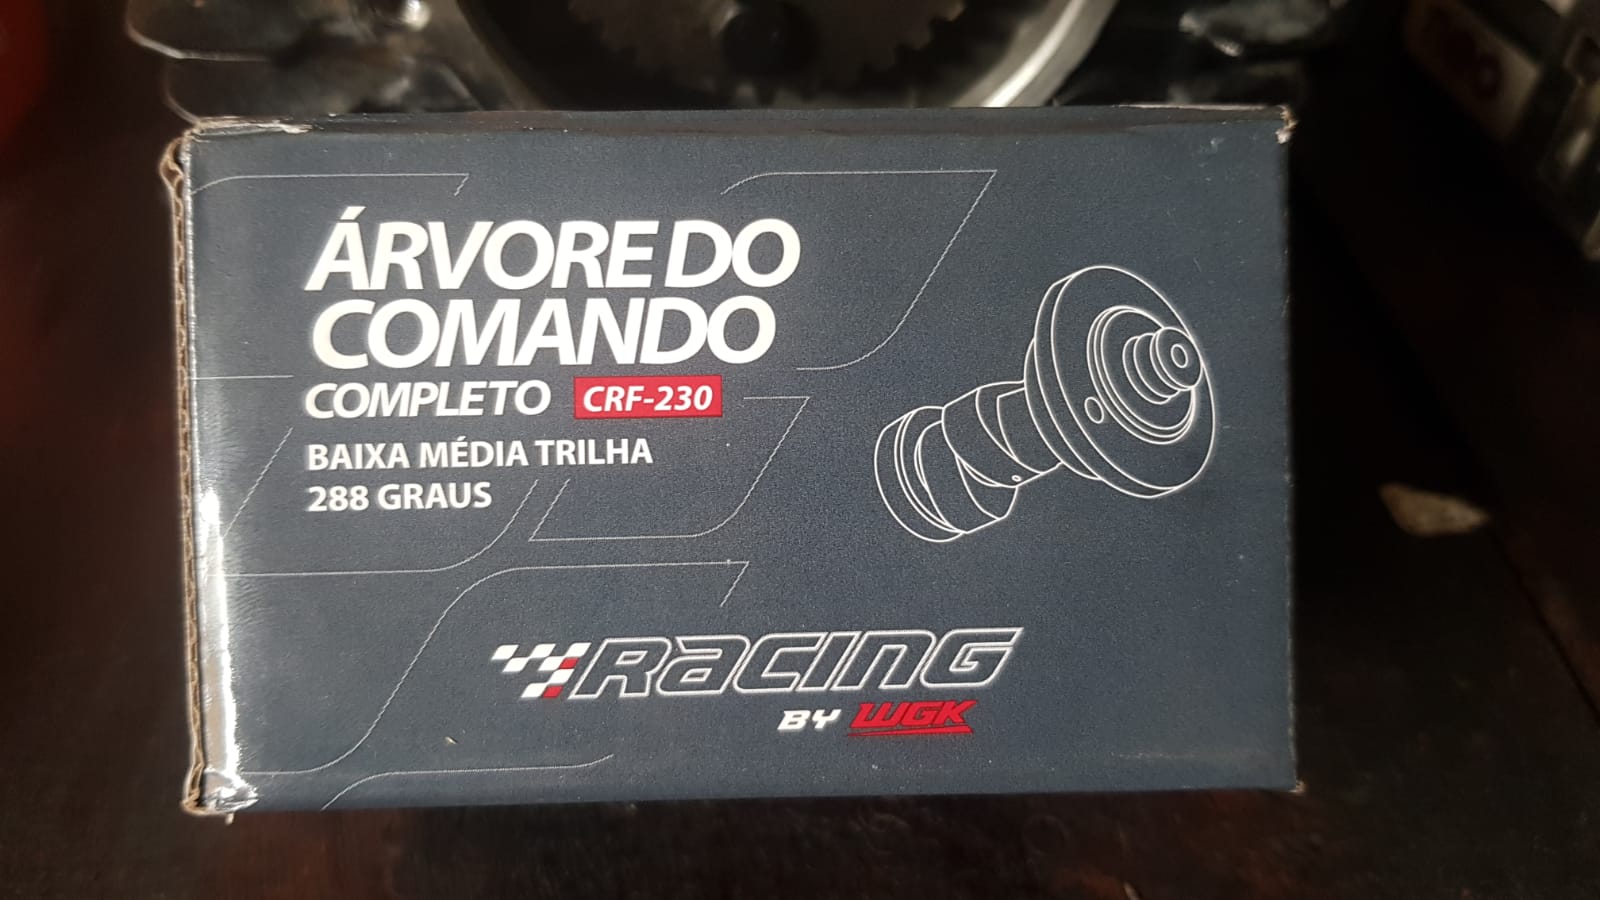 ÁRVORE DO
COMANDO
COMPLETO CRF-230
BAIXA MÉDIA TRILHA
288 GRAUS
RACING
BY WGK